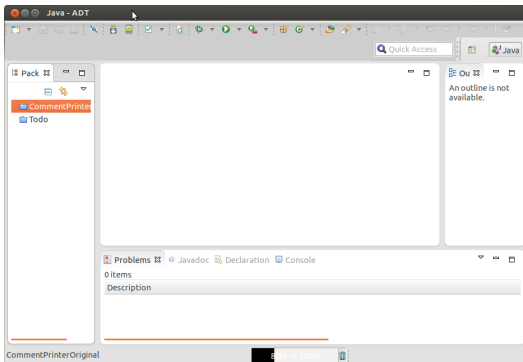 Java - ADT
Quick Access
Java
Pack
Ou
CommentPrinter
Todo
An outline is not
available.
Problems @ Javadoc Declaration Console
0 items
Description
CommentPrinterOriginal